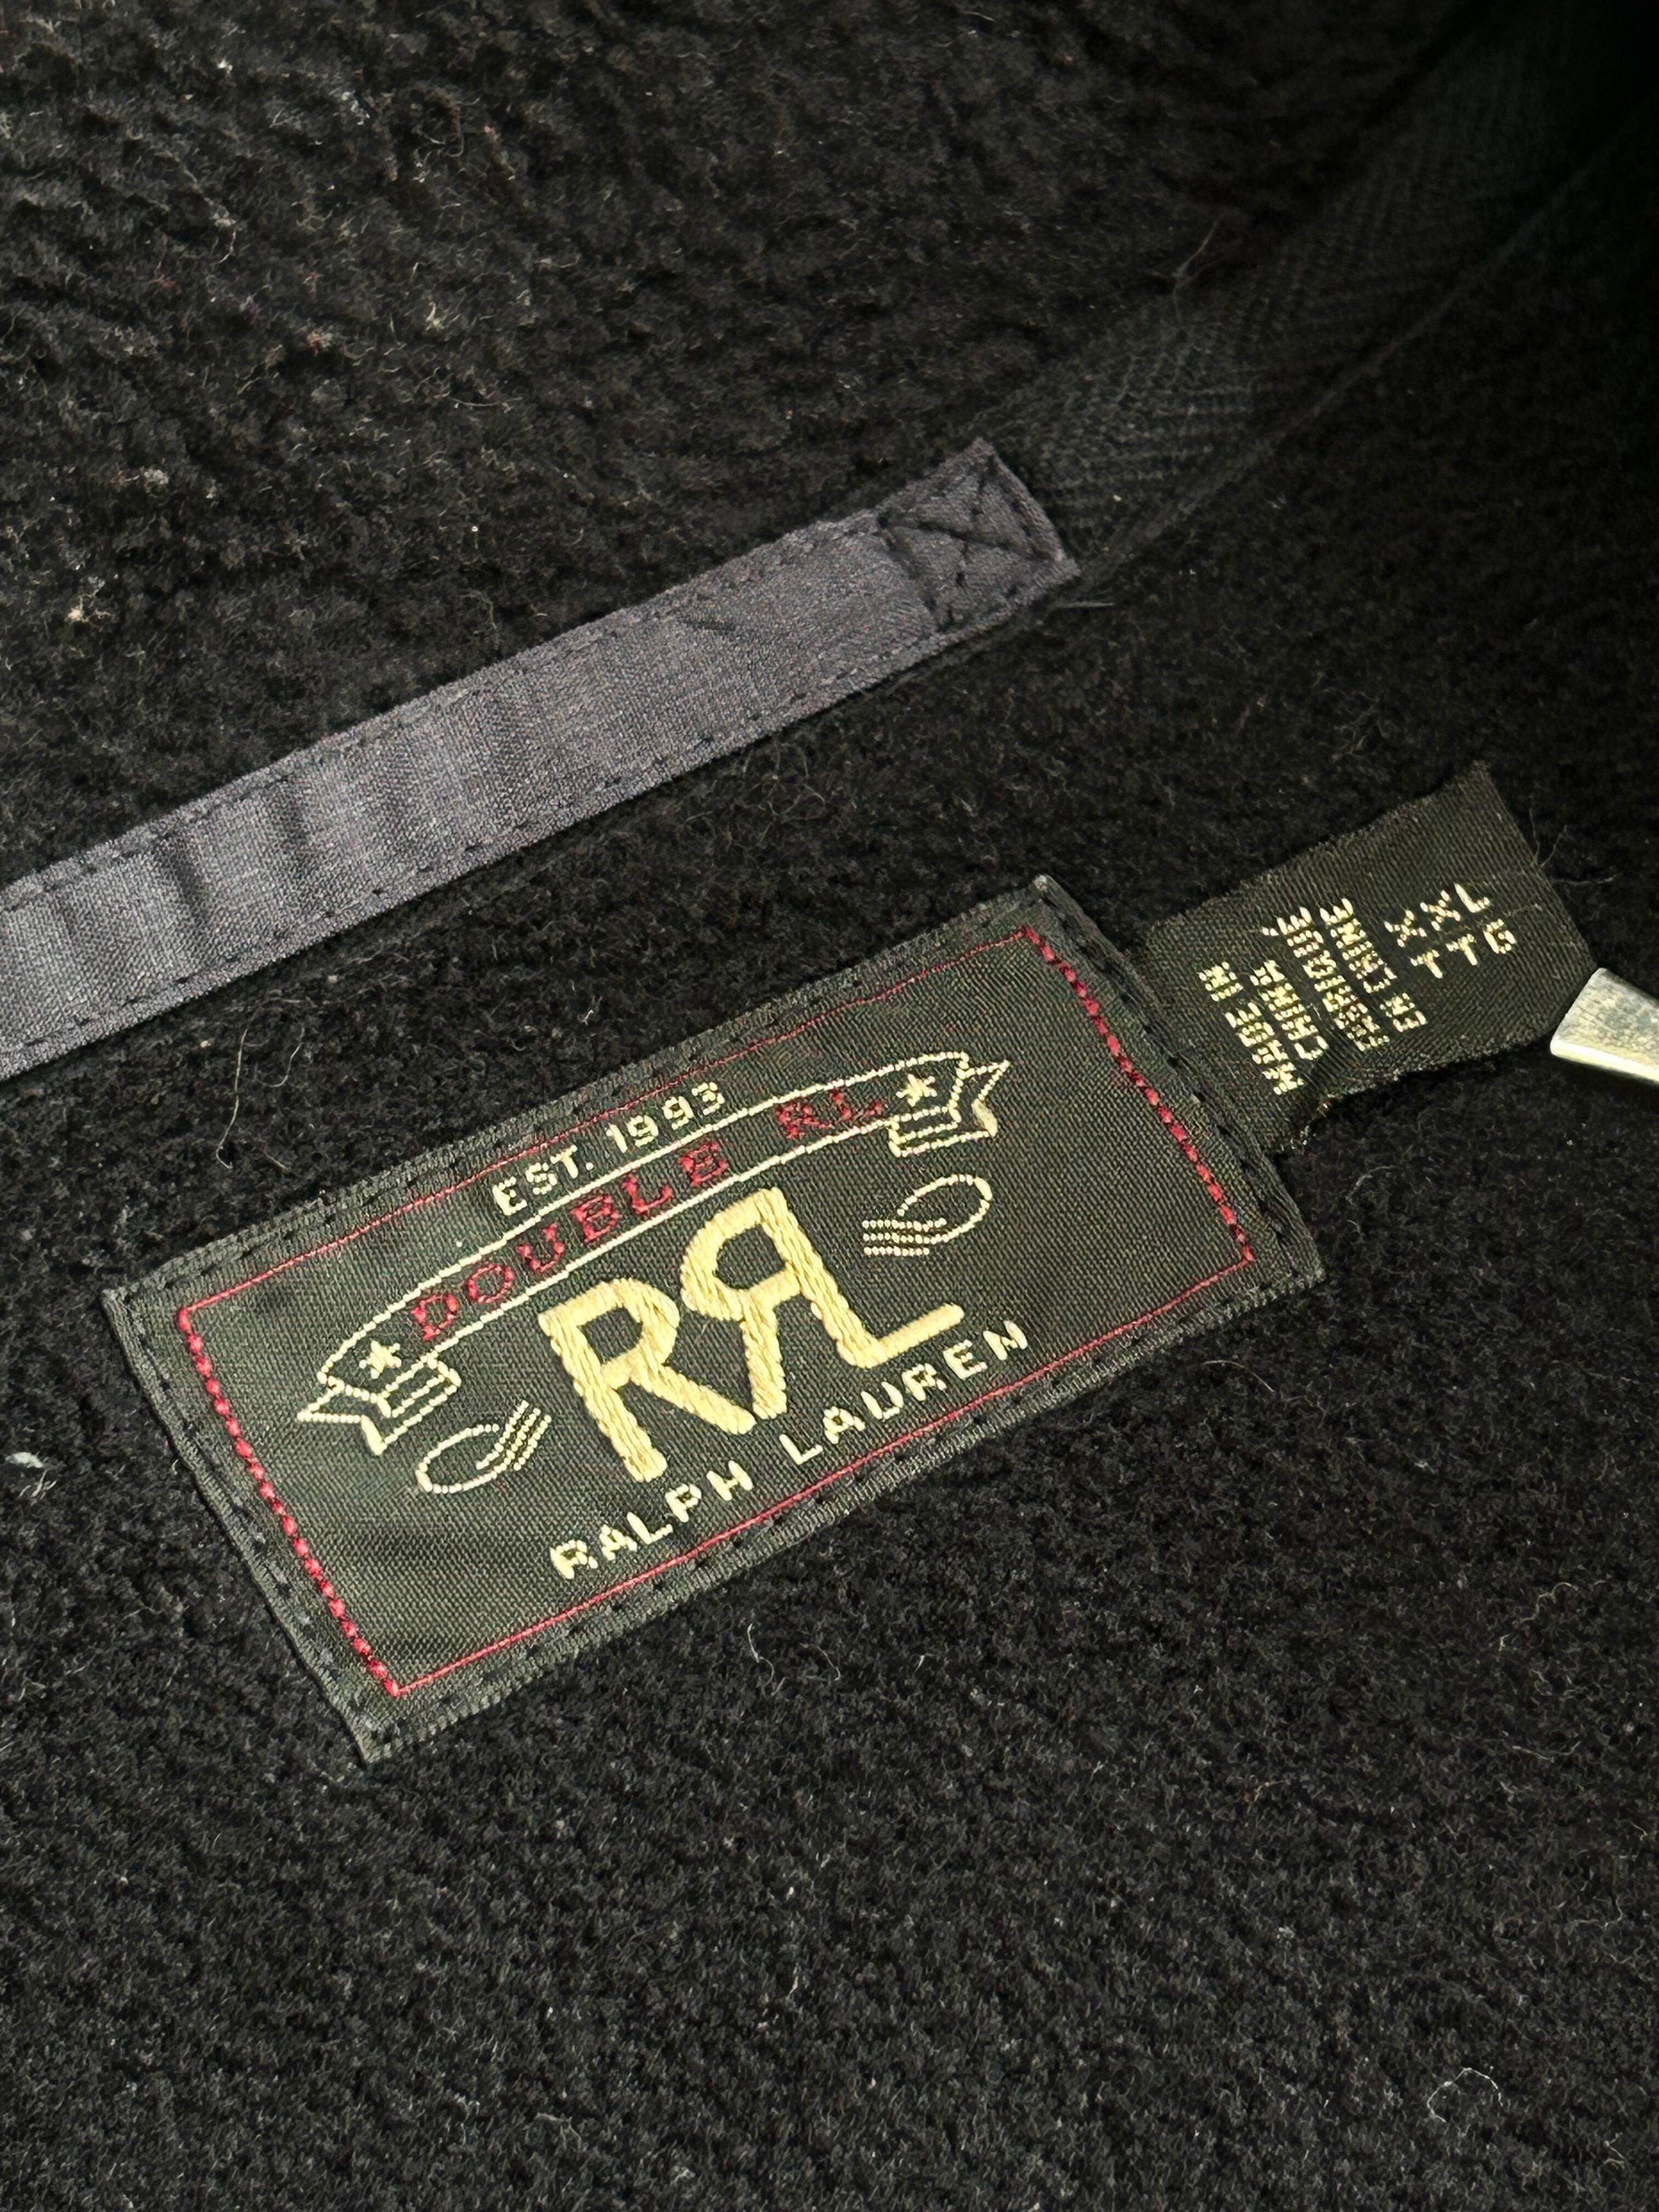 EST. 1993
DOUBLE RL
RRL
RALPH LAUREN
MADE IN
CHINA
FABRIQUÉ
EN CHINE
XXL
TTG